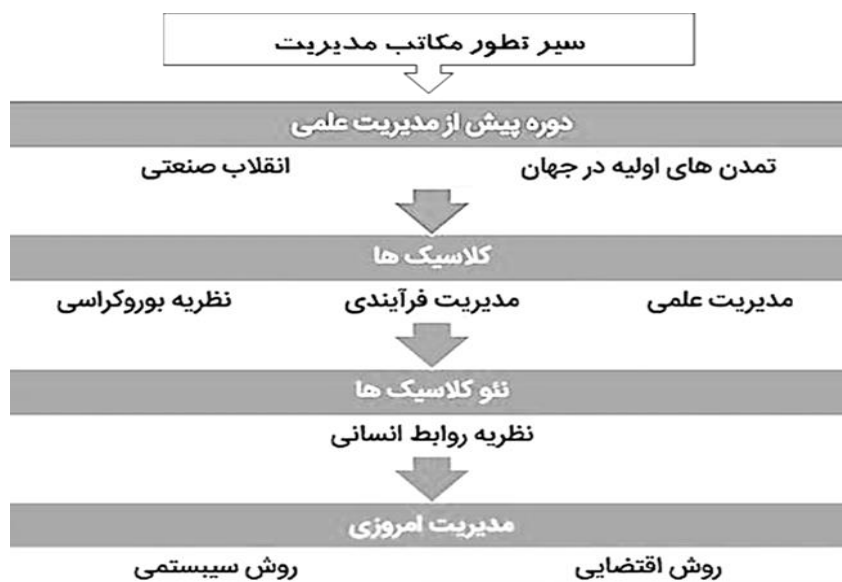 سیر تطور مکاتب مدیریت
دوره پیش از مدیریت علمی
تمدن های اولیه در جهان انقلاب صنعتی
کلاسیک ها
مدیریت علمی مدیریت فرآیندی نظریه بوروکراسی
نئو کلاسیک ها
نظریه روابط انسانی
مدیریت امروزی
روش اقتضایی روش سیبستمی